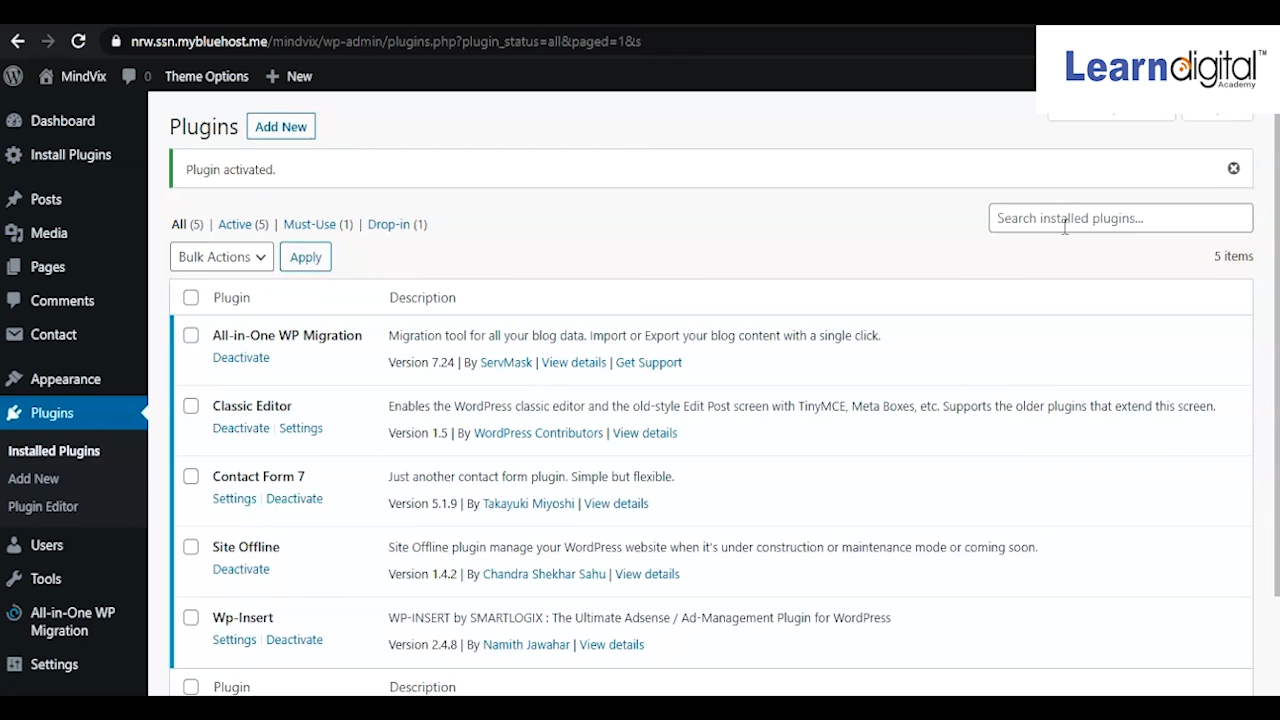 nrw.ssn.mybluehost.me/mindvix/wp-admin/plugins.php?plugin_status=all&paged=1&s
Learndigital™
Academy
MindVix 0 Theme Options + New
Dashboard
Install Plugins
Posts
Media
Pages
Comments
Contact
Appearance
Plugins
Installed Plugins
Add New
Plugin Editor
Users
Tools
All-in-One WP
Migration
Settings
Plugins Add New
Plugin activated.
All (5) | Active (5) | Must-Use (1) | Drop-in (1)
Search installed plugins...
Bulk Actions Apply
5 items
Plugin Description
All-in-One WP Migration Migration tool for all your blog data. Import or Export your blog content with a single click.
Deactivate Version 7.24 | By ServMask | View details | Get Support
Classic Editor Enables the WordPress classic editor and the old-style Edit Post screen with TinyMCE, Meta Boxes, etc. Supports the older plugins that extend this screen.
Deactivate | Settings Version 1.5 | By WordPress Contributors | View details
Contact Form 7 Just another contact form plugin. Simple but flexible.
Settings | Deactivate Version 5.1.9 | By Takayuki Miyoshi | View details
Site Offline Site Offline plugin manage your WordPress website when it's under construction or maintenance mode or coming soon.
Deactivate Version 1.4.2 | By Chandra Shekhar Sahu | View details
Wp-Insert WP-INSERT by SMARTLOGIX : The Ultimate Adsense / Ad-Management Plugin for WordPress
Settings | Deactivate Version 2.4.8 | By Namith Jawahar | View details
Plugin Description